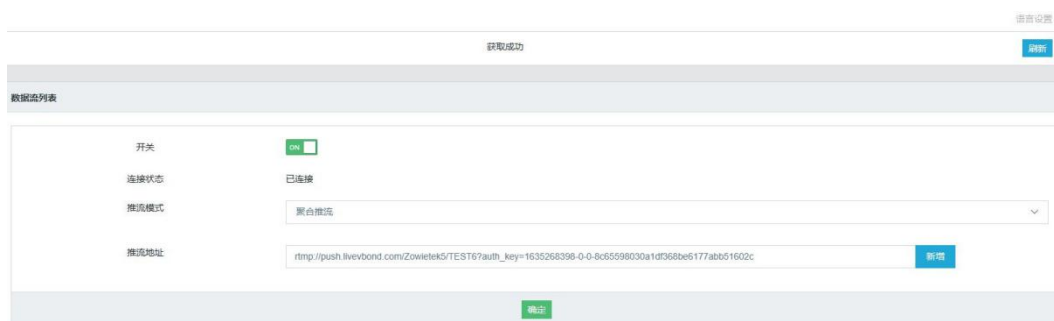 语言设置
获取成功 刷新
数据流列表
开关 ON
连接状态 已连接
推流模式 聚合推流
推流地址 rtmp://push.livevbond.com/Zowietek5/TEST6?auth_key=1635268398-0-0-8c65598030a1df368be6177abb51602c 新增
确定